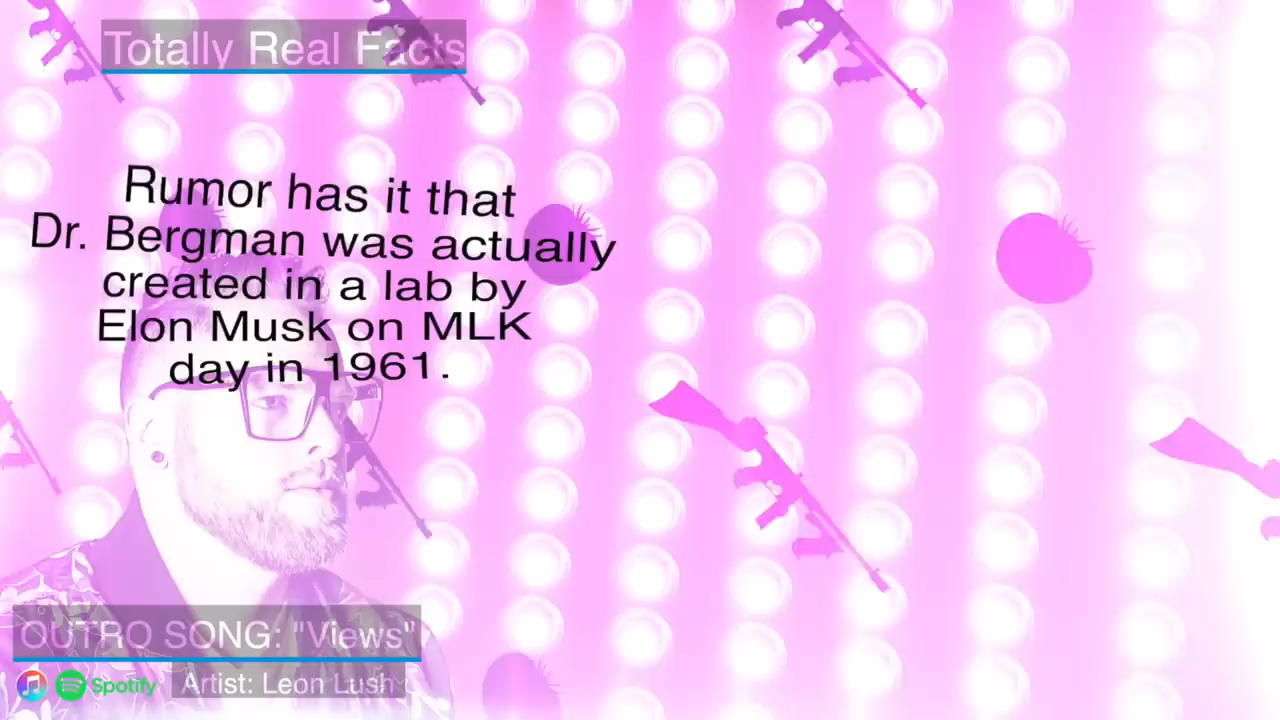 Totally Real Facts
Rumor has it that
Dr. Bergman was actually
created in a lab by
Elon Musk on MLK
day in 1961.
OUTRO SONG: "Views"
Spotify
Artist: Leon Lush